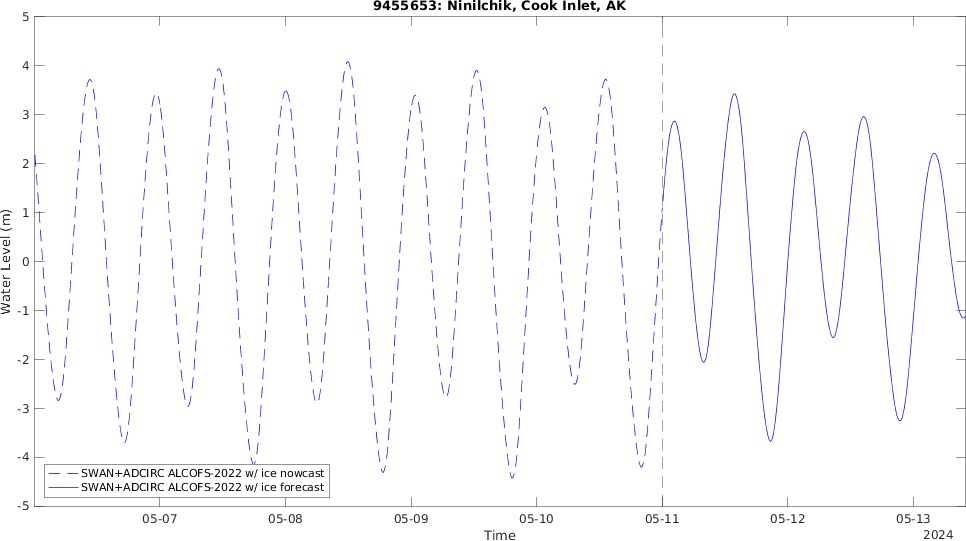 9455653: Ninilchik, Cook Inlet, AK
5
4
3
2
1
0
-1
-2
-3
-4
-5
Water Level (m)
SWAN+ADCIRC ALCOFS-2022 w/ ice nowcast
SWAN+ADCIRC ALCOFS-2022 w/ ice forecast
05-07 05-08 05-09 05-10 05-11 05-12 05-13
Time
2024